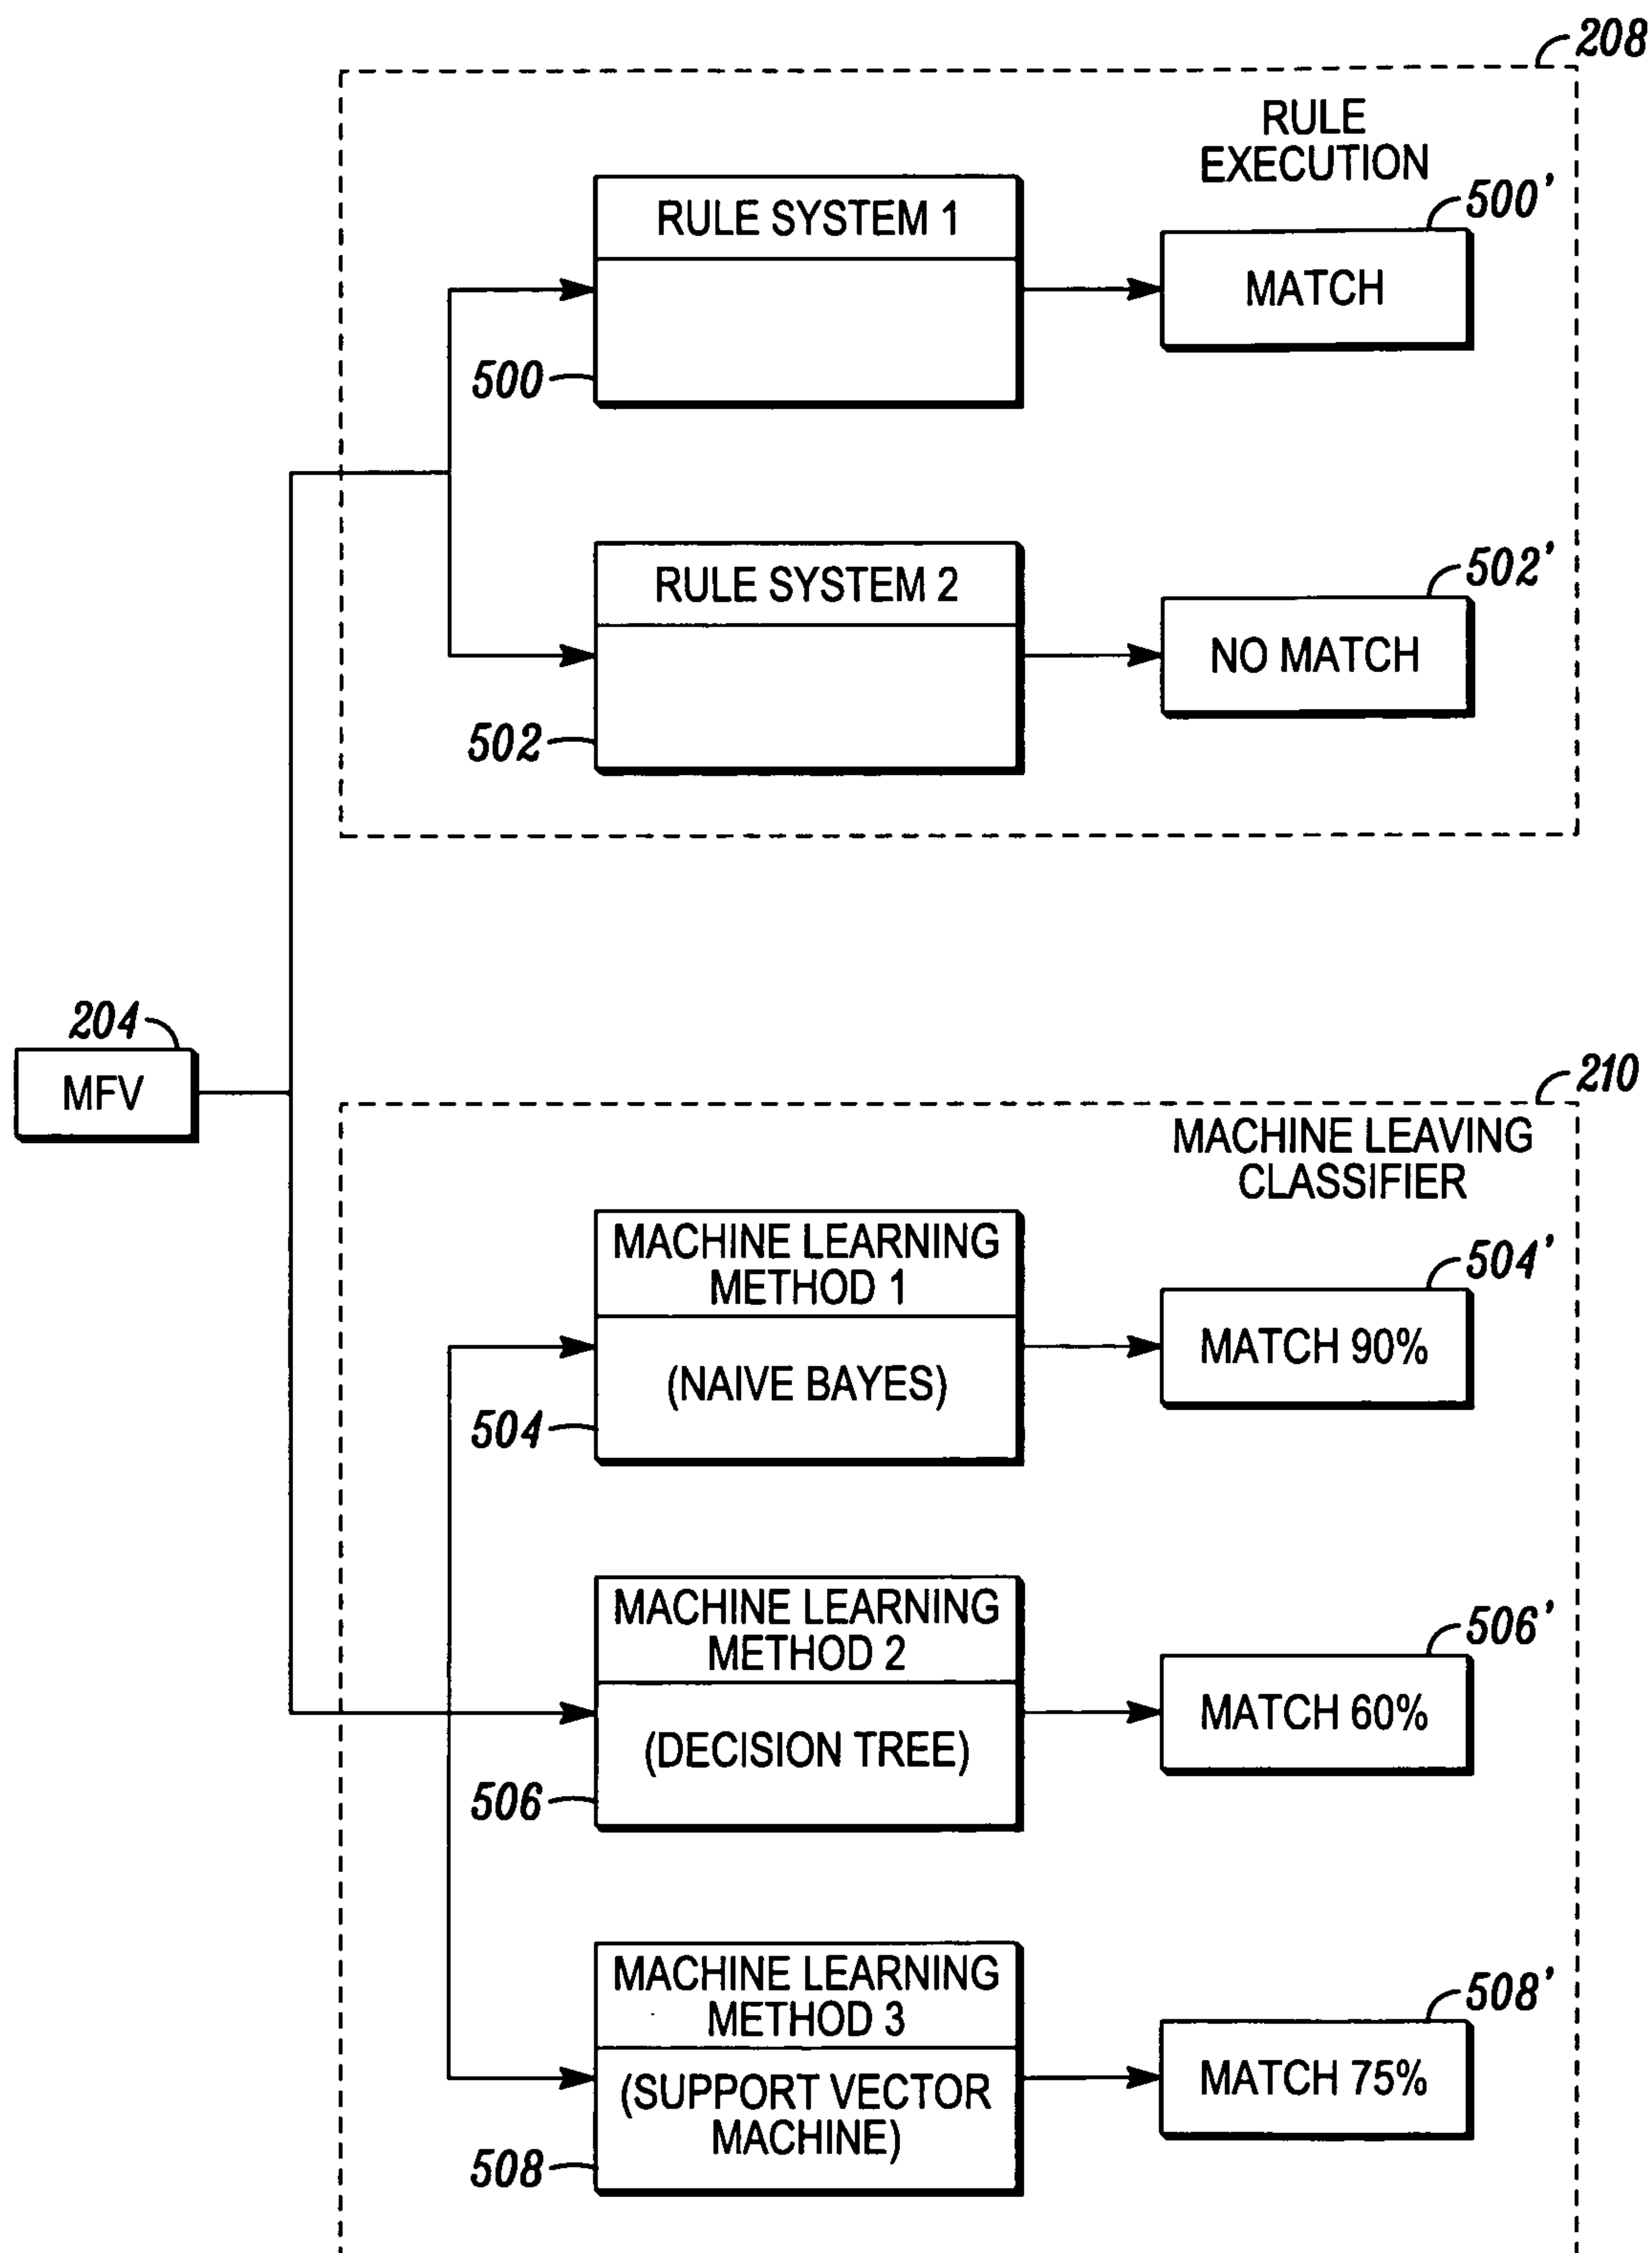 208
RULE
EXECUTION
RULE SYSTEM 1
500'
MATCH
500
RULE SYSTEM 2
502'
NO MATCH
502
204
MFV
210
MACHINE LEAVING
CLASSIFIER
MACHINE LEARNING
METHOD 1
(NAIVE BAYES)
504'
MATCH 90%
504
MACHINE LEARNING
METHOD 2
(DECISION TREE)
506'
MATCH 60%
506
MACHINE LEARNING
METHOD 3
(SUPPORT VECTOR
MACHINE)
508'
MATCH 75%
508